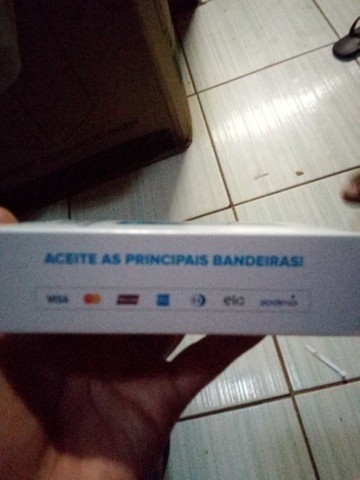 ACEITE AS PRINCIPAIS BANDEIRAS!
VISA elo sodexo